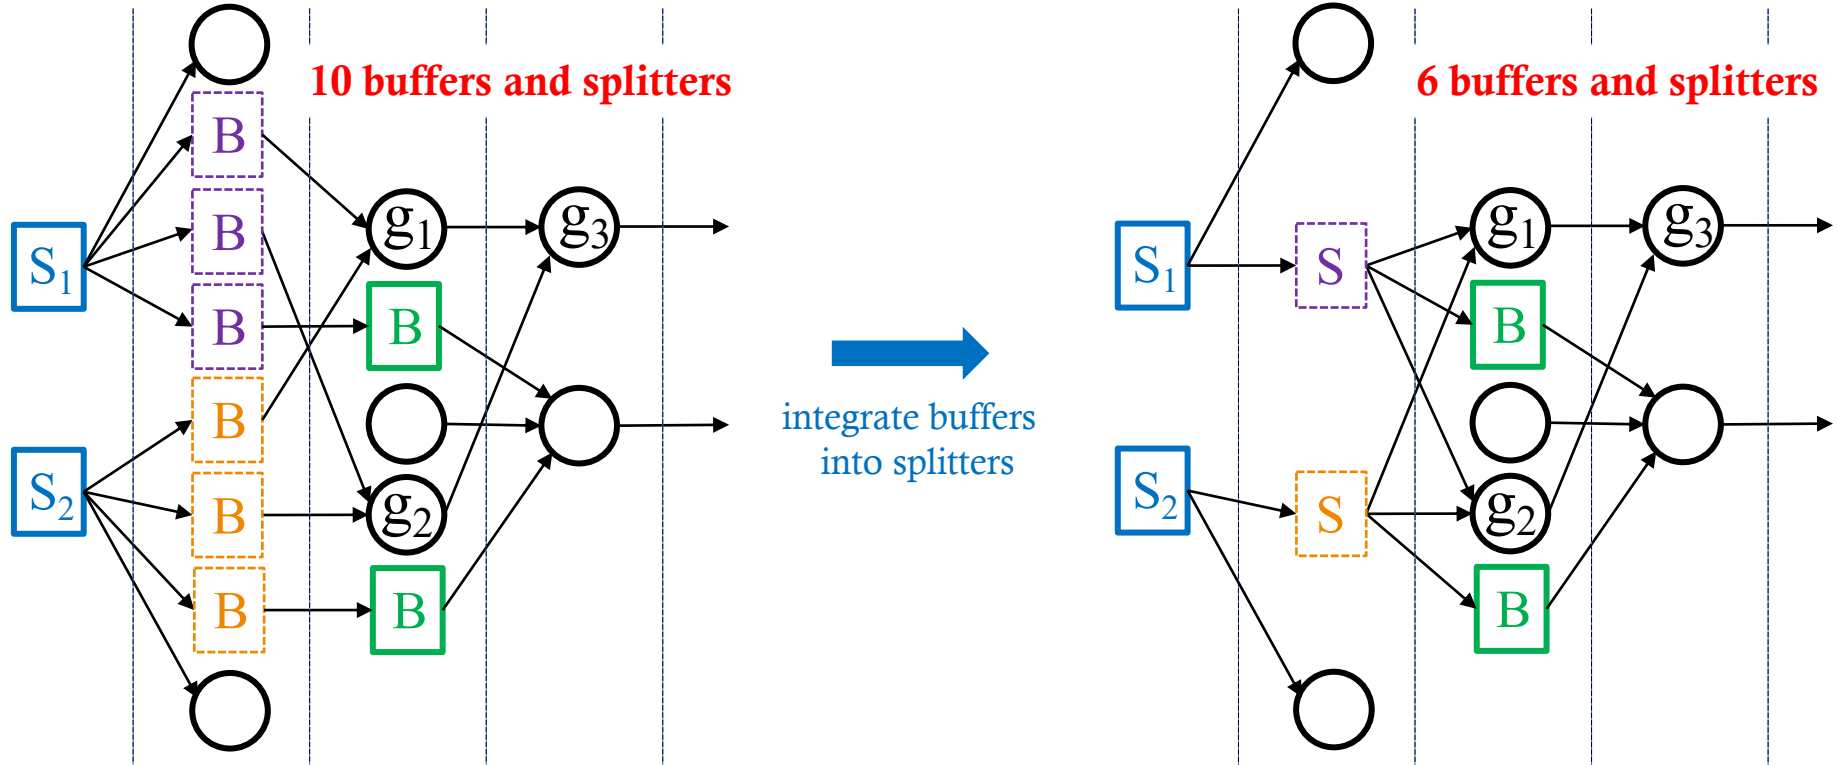 10 buffers and splitters
B
B
S1
g1
g3
B
B
B
S2
B
g2
B
B
integrate buffers
into splitters
6 buffers and splitters
S1
S
g1
g3
B
S2
S
g2
B